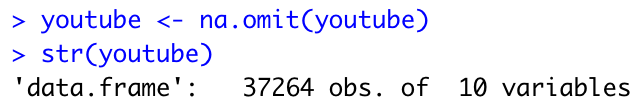 > youtube <- na.omit(youtube)
> str(youtube)
'data.frame':   37264 obs. of  10 variables